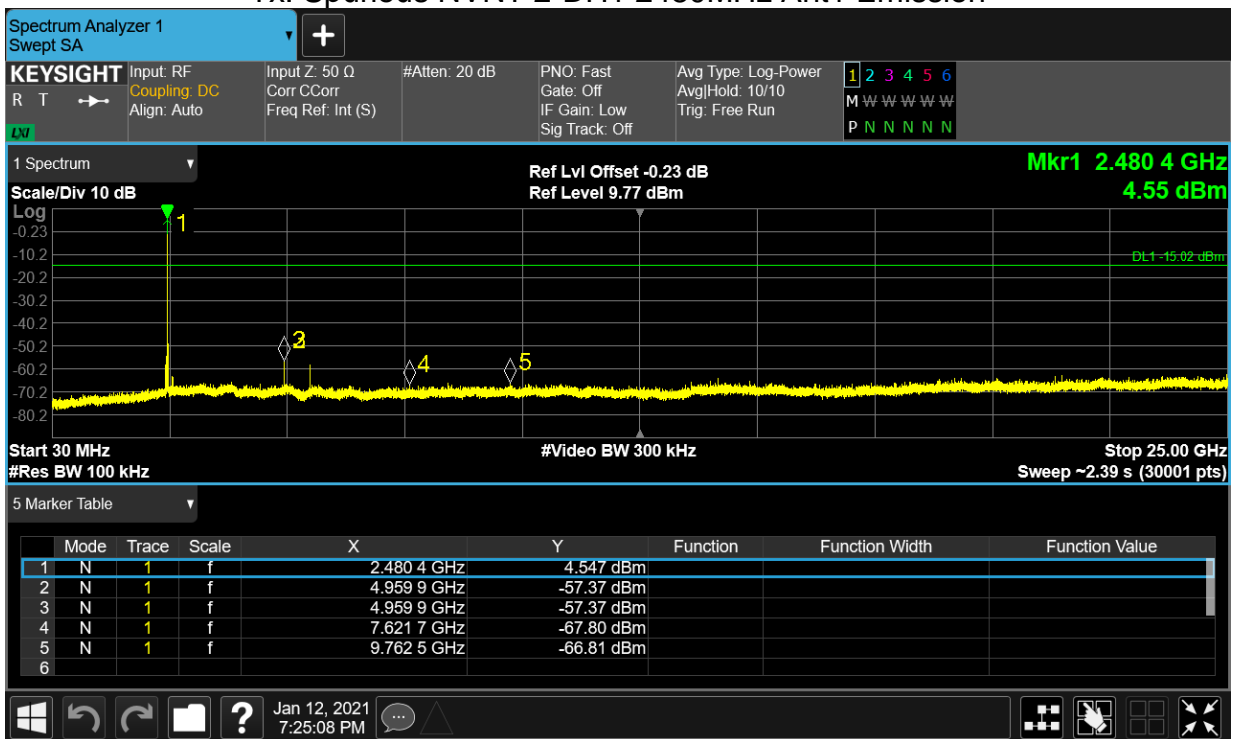 Tx. Spurious NVNT 2-DH1 2480MHz Ant1 Emission
Spectrum Analyzer 1
Swept SA
+
KEYSIGHT
R T
LXI
Input: RF
Coupling: DC
Align: Auto
Input Z: 50 Ω
Corr CCorr
Freq Ref: Int (S)
#Atten: 20 dB
PNO: Fast
Gate: Off
IF Gain: Low
Sig Track: Off
Avg Type: Log-Power
Avg|Hold: 10/10
Trig: Free Run
1 2 3 4 5 6
M W W W W W
P N N N N N
1 Spectrum
Scale/Div 10 dB
Ref Lvl Offset -0.23 dB
Ref Level 9.77 dBm
Mkr1 2.480 4 GHz
4.55 dBm
Log
-0.23
-10.2
-20.2
-30.2
-40.2
-50.2
-60.2
-70.2
-80.2
1
DL1 -15.02 dBm
3
4
5
Start 30 MHz
#Video BW 300 kHz
Stop 25.00 GHz
#Res BW 100 kHz
Sweep ~2.39 s (30001 pts)
5 Marker Table
Mode Trace Scale X Y Function Function Width Function Value
1 N 1 f 2.480 4 GHz 4.547 dBm
2 N 1 f 4.959 9 GHz -57.37 dBm
3 N 1 f 4.959 9 GHz -57.37 dBm
4 N 1 f 7.621 7 GHz -67.80 dBm
5 N 1 f 9.762 5 GHz -66.81 dBm
6
?
Jan 12, 2021
7:25:08 PM